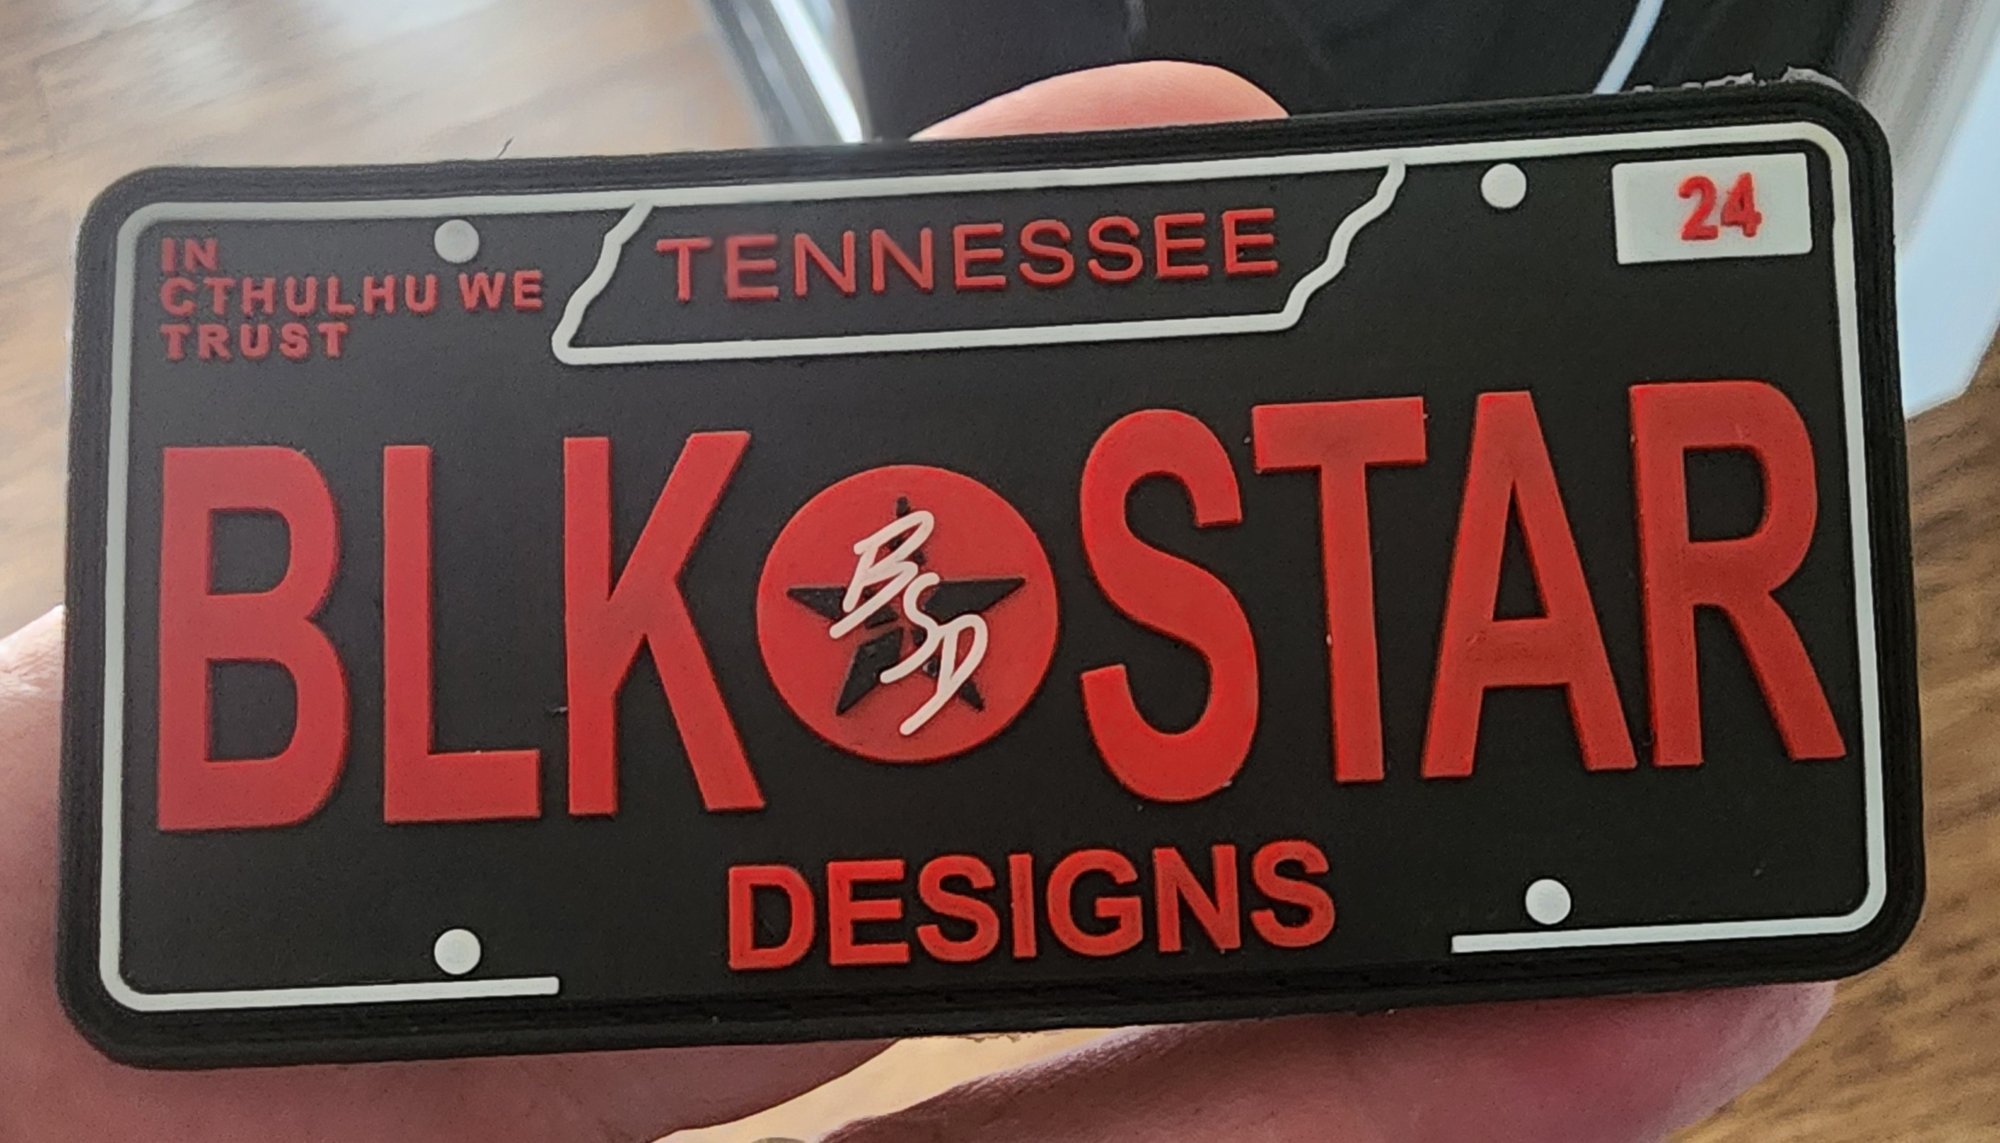 IN
CTHULHU WE
TRUST
TENNESSEE
24
BLK STAR
BSD
DESIGNS